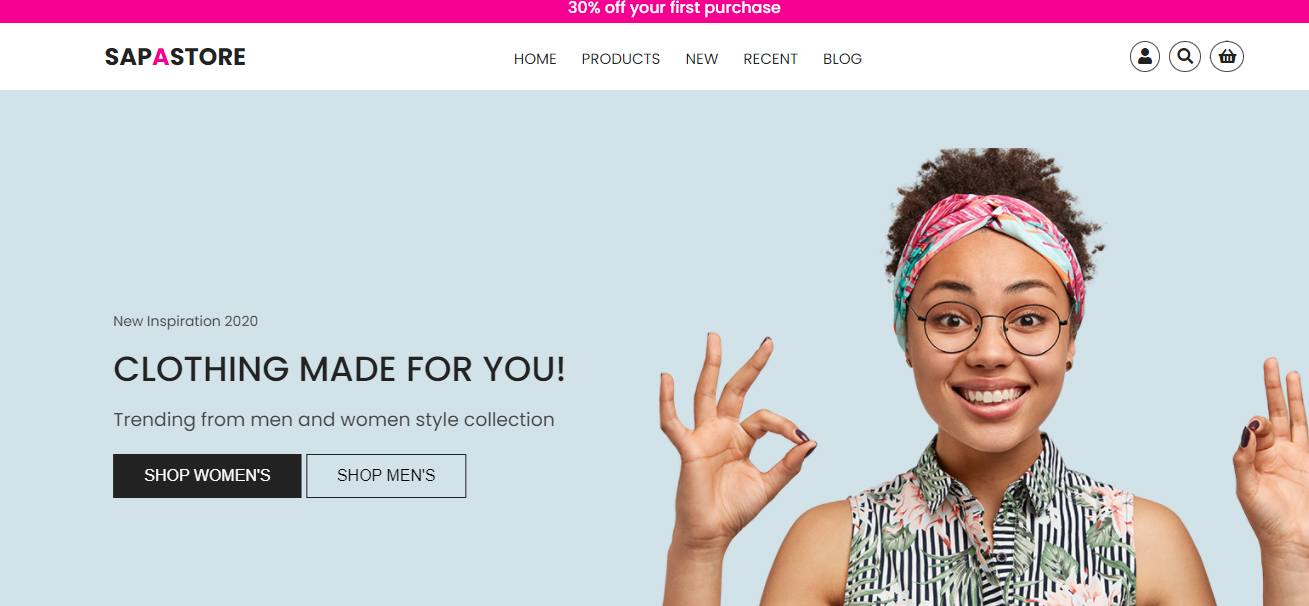 30% off your first purchase
SAPASTORE
HOME PRODUCTS NEW RECENT BLOG
New Inspiration 2020
CLOTHING MADE FOR YOU!
Trending from men and women style collection
SHOP WOMEN'S SHOP MEN'S